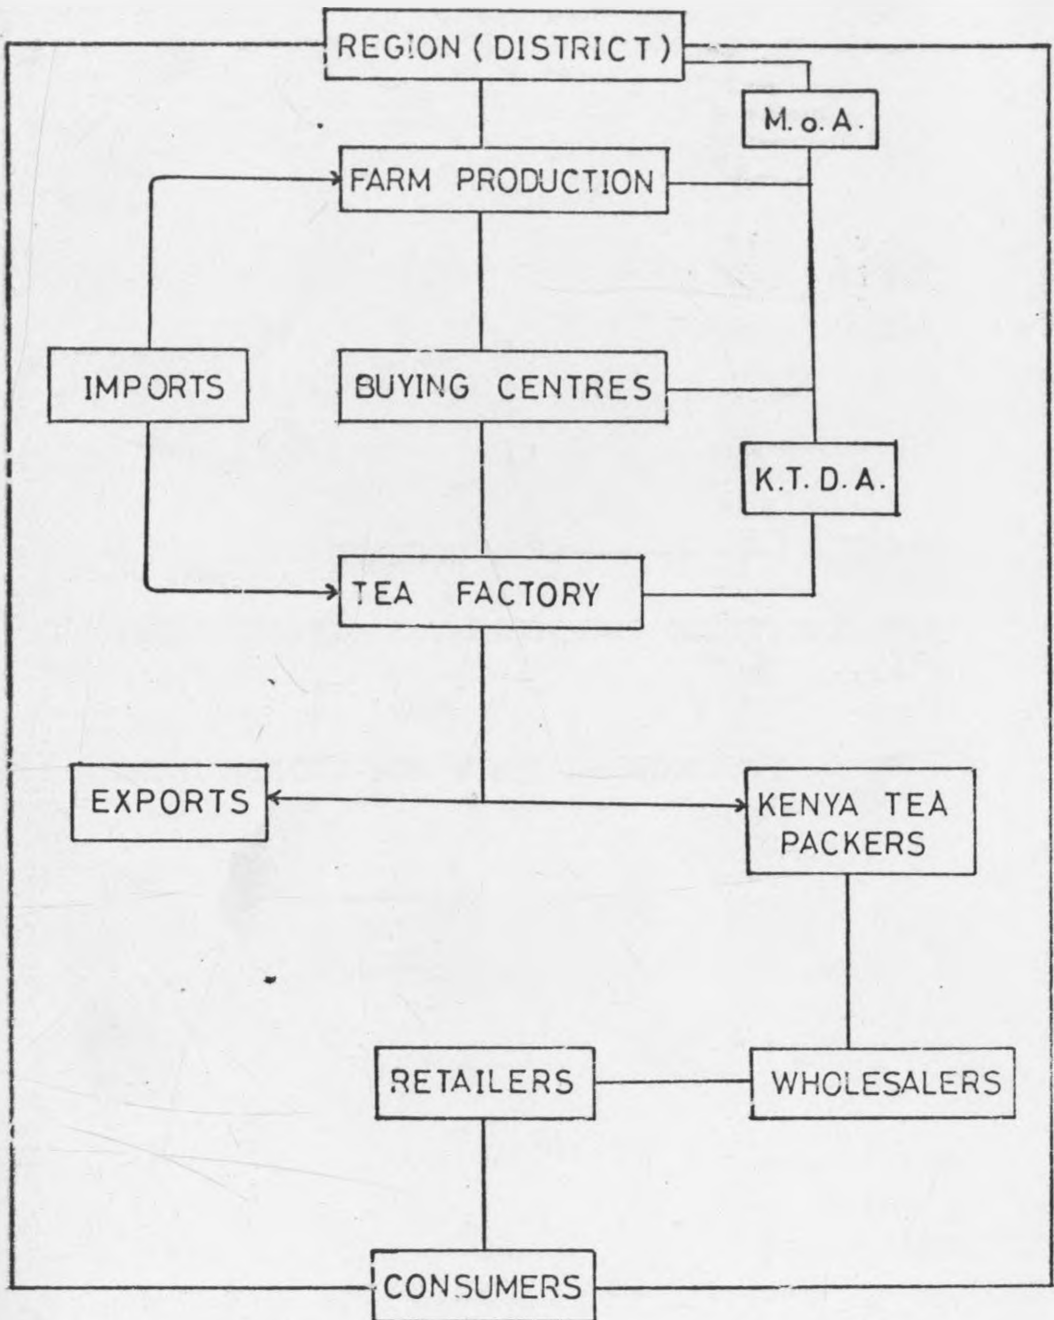 REGION (DISTRICT)
M.o.A.
FARM PRODUCTION
IMPORTS
BUYING CENTRES
K.T.D.A.
TEA FACTORY
EXPORTS
KENYA TEA
PACKERS
RETAILERS
WHOLESALERS
CONSUMERS